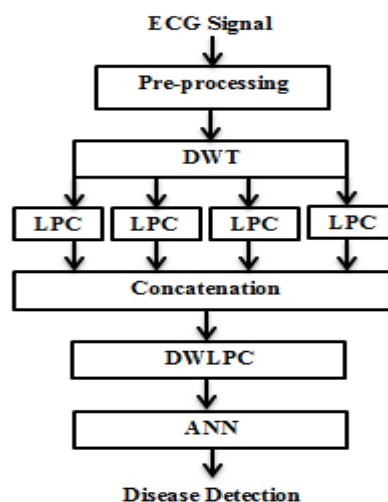 ECG Signal
Pre-processing
DWT
LPC LPC LPC LPC
Concatenation
DWLPC
ANN
Disease Detection